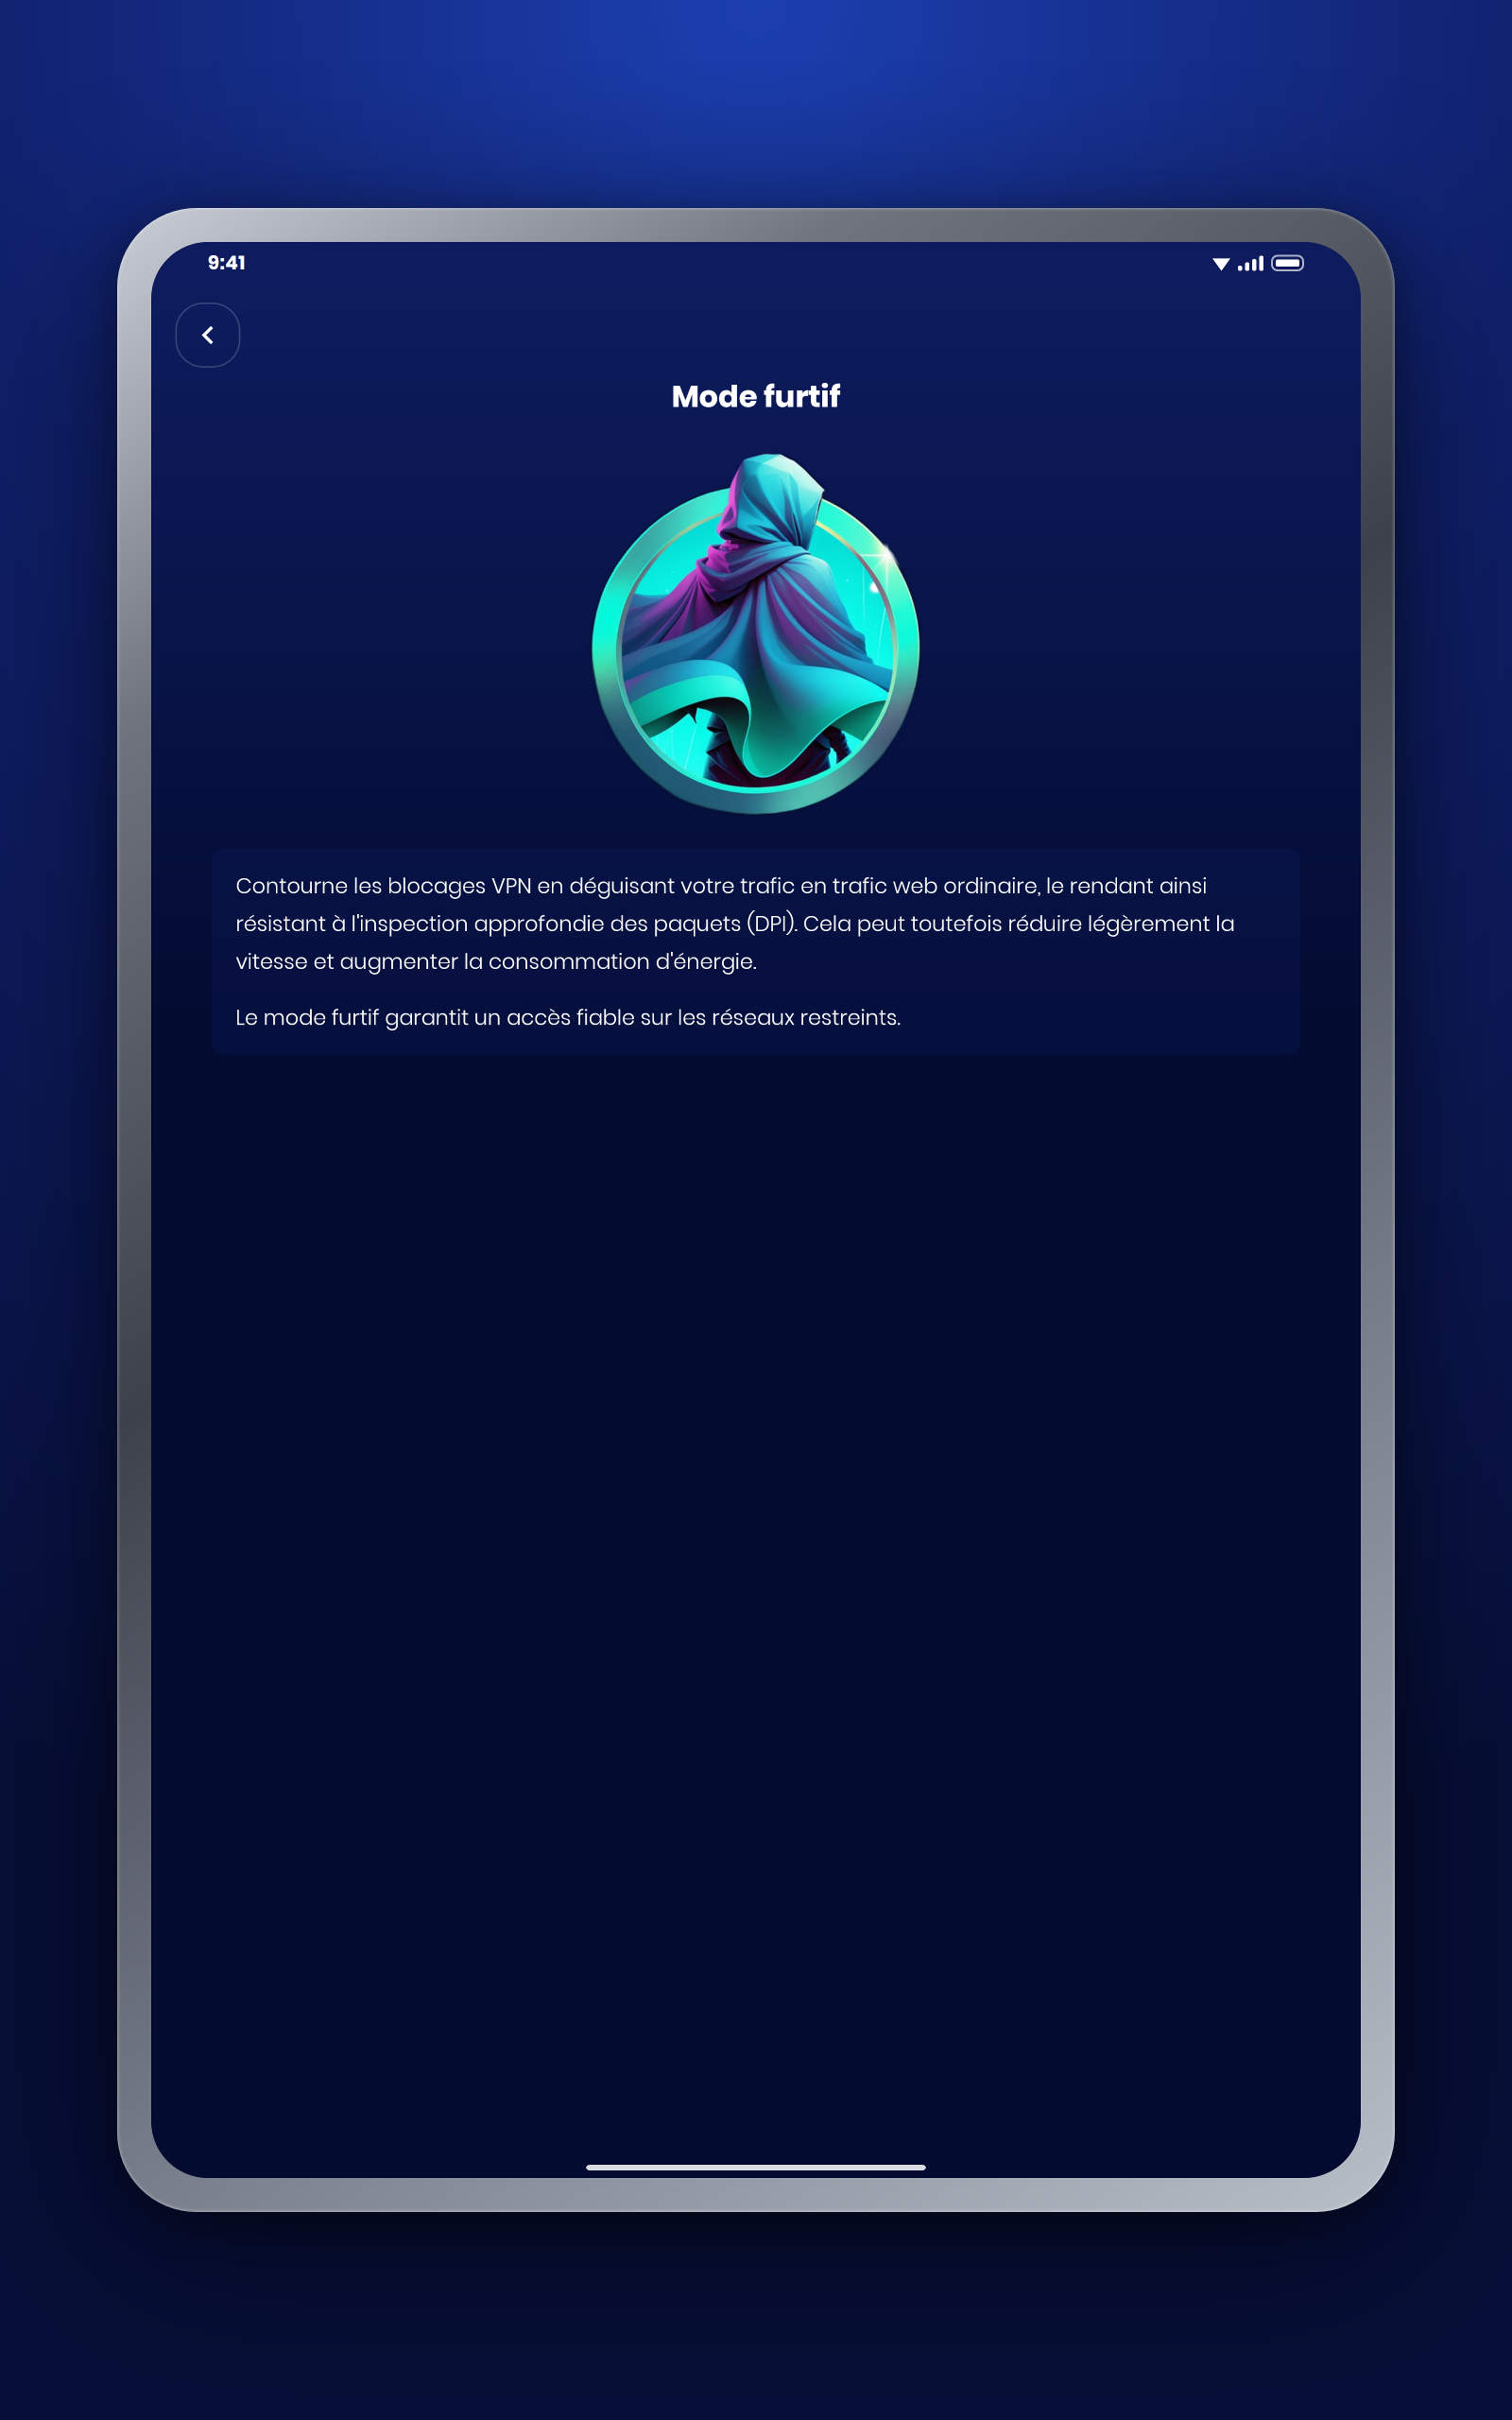 9:41
Mode furtif
Contourne les blocages VPN en déguisant votre trafic en trafic web ordinaire, le rendant ainsi
résistant à l'inspection approfondie des paquets (DPI). Cela peut toutefois réduire légèrement la
vitesse et augmenter la consommation d'énergie.
Le mode furtif garantit un accès fiable sur les réseaux restreints.